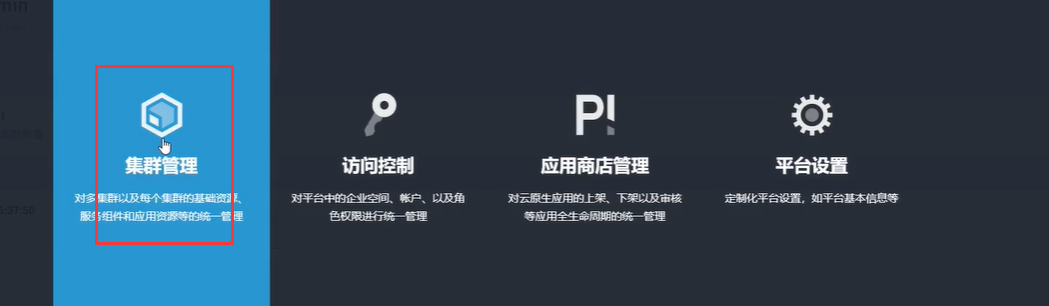 min
集群管理
对多集群以及每个集群的基础资源、
服务组件和应用资源等的统一管理
访问控制
对平台中的企业空间、帐户、以及角
色权限进行统一管理
应用商店管理
对云原生应用的上架、下架以及审核
等应用全生命周期的统一管理
平台设置
定制化平台设置，如平台基本信息等
:37:50